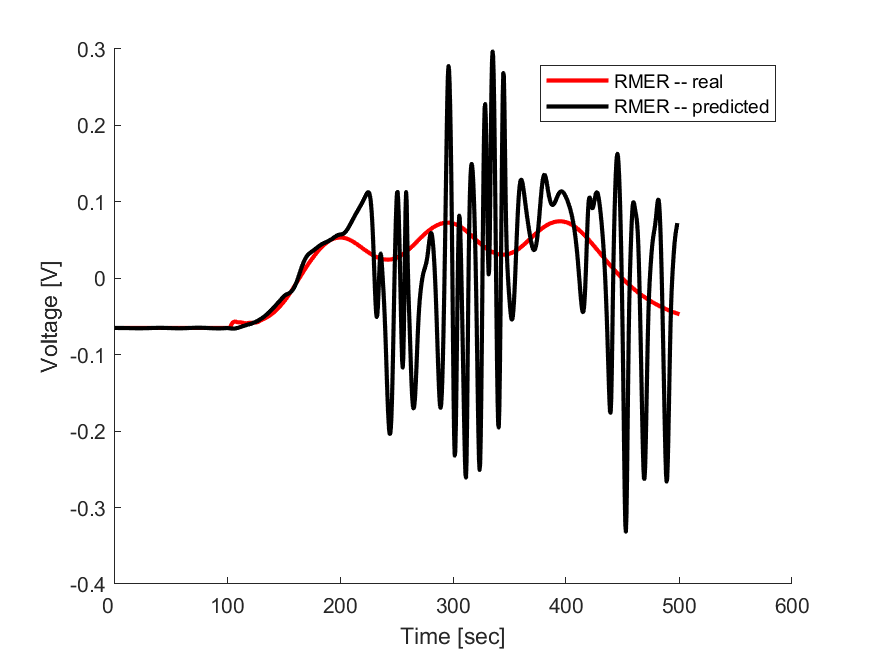 0.3
0.2
0.1
0
-0.1
-0.2
-0.3
-0.4
0 100 200 300 400 500 600
Voltage [V]
Time [sec]
RMER -- real
RMER -- predicted